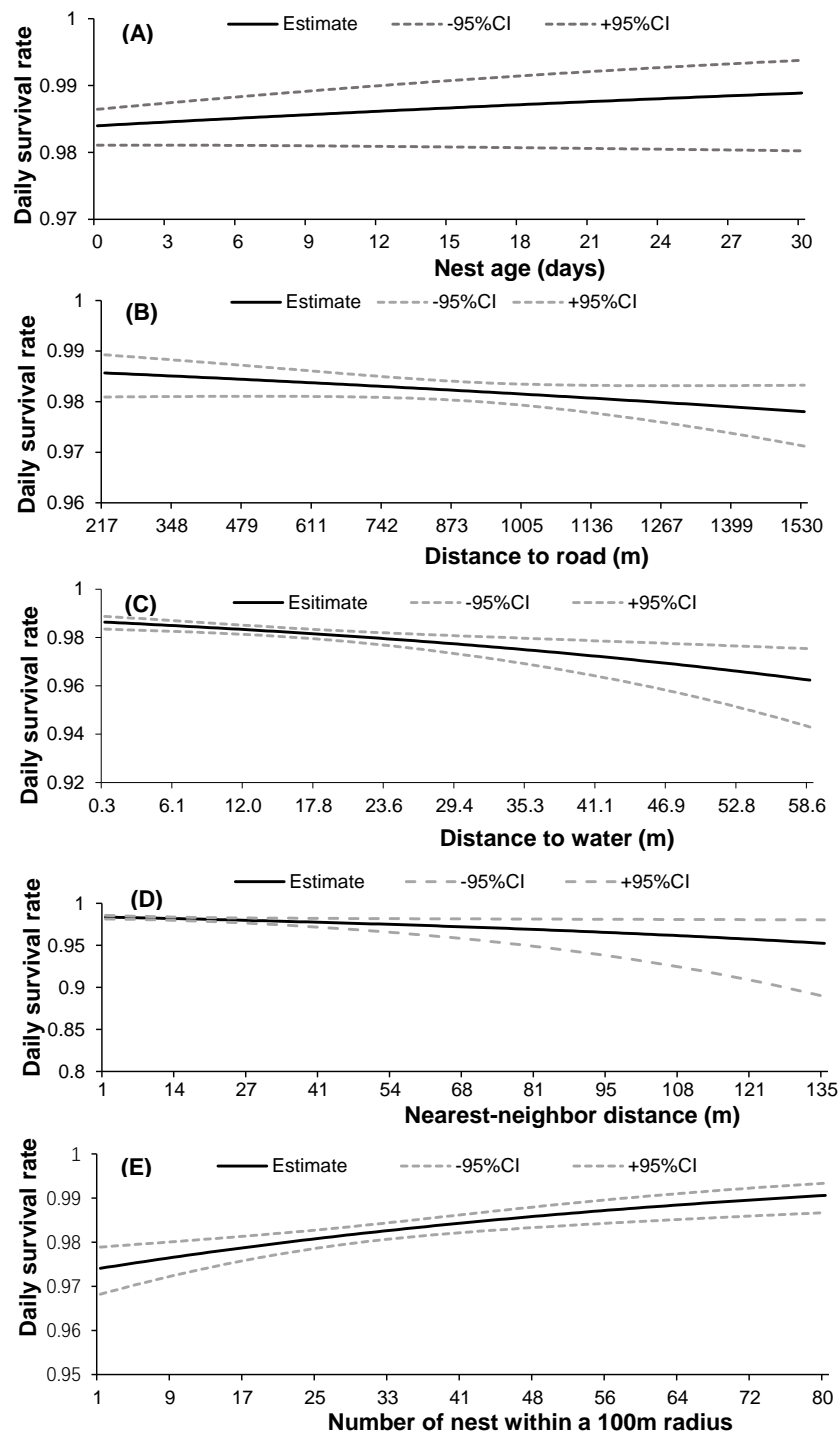 (A) Estimate -95%CI +95%CI
Daily survival rate
1
0.99
0.98
0.97
0 3 6 9 12 15 18 21 24 27 30
Nest age (days)
(B) Estimate -95%CI +95%CI
Daily survival rate
1
0.99
0.98
0.97
0.96
217 348 479 611 742 873 1005 1136 1267 1399 1530
Distance to road (m)
(C) Esitimate -95%CI +95%CI
Daily survival rate
1
0.98
0.96
0.94
0.92
0.3 6.1 12.0 17.8 23.6 29.4 35.3 41.1 46.9 52.8 58.6
Distance to water (m)
(D) Estimate -95%CI +95%CI
Daily survival rate
1
0.95
0.9
0.85
0.8
1 14 27 41 54 68 81 95 108 121 135
Nearest-neighbor distance (m)
(E) Estimate -95%CI +95%CI
Daily survival rate
1
0.99
0.98
0.97
0.96
0.95
1 9 17 25 33 41 48 56 64 72 80
Number of nest within a 100m radius